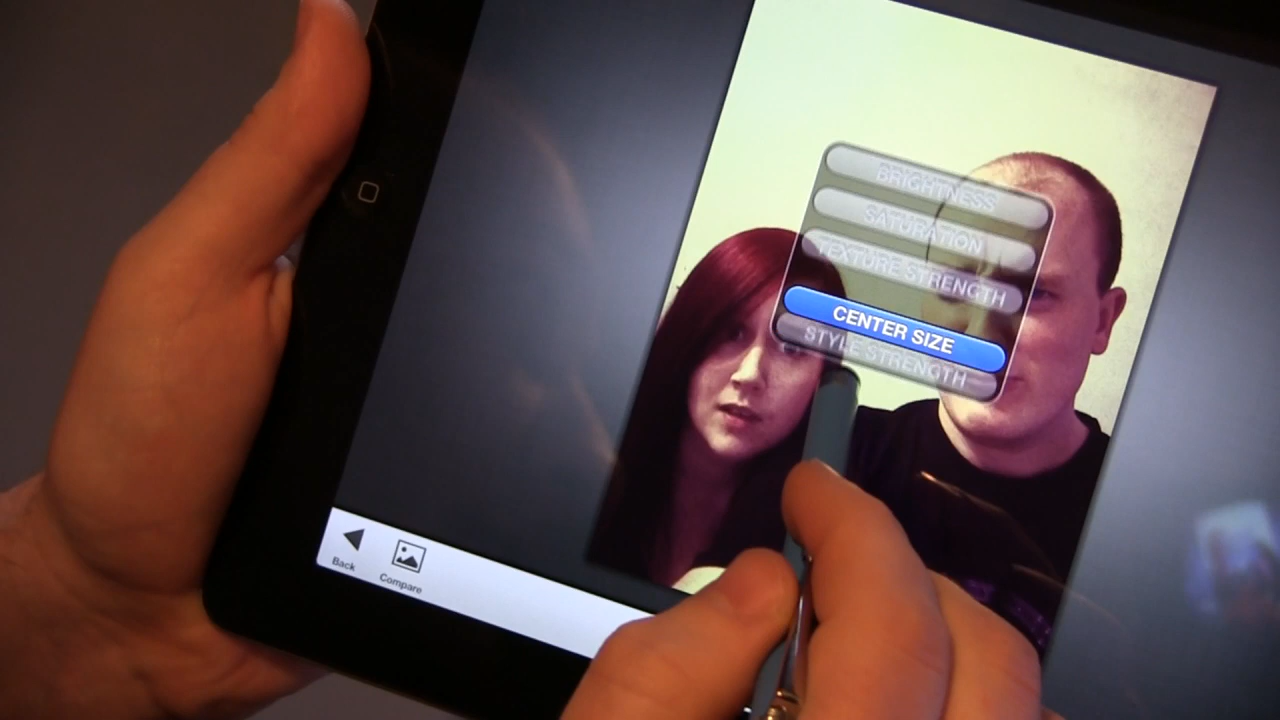 BRIGHTNESS
SATURATION
TEXTURE STRENGTH
CENTER SIZE
STYLE STRENGTH
Back
Compare